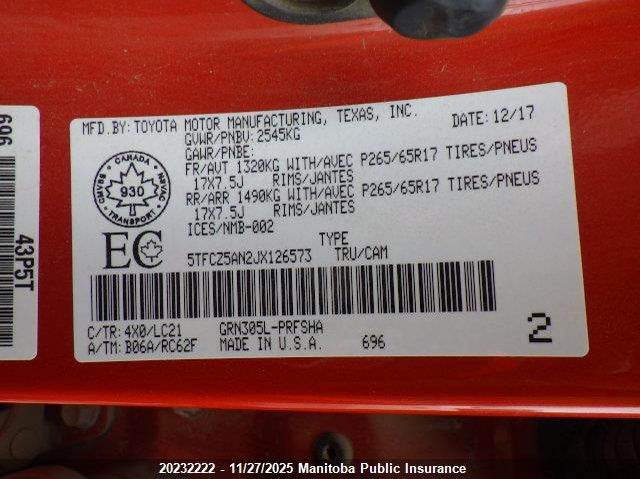 MFD.BY: TOYOTA MOTOR MANUFACTURING, TEXAS, INC. DATE: 12/17
GVWR/PNBV: 2545KG
GAWR/PNBE:
FR/AVT 1320KG WITH/AVEC P265/65R17 TIRES/PNEUS
17X7.5J RIMS/JANTES
RR/ARR 1490KG WITH/AVEC P265/65R17 TIRES/PNEUS
17X7.5J RIMS/JANTES
ICES/NMB-002
TYPE
5TFCZ5AN2JX126573 TRU/CAM
CANADA
CMVSS
930
NSVAC
TRANSPORT
EC
C/TR: 4X0/LC21 GRN305L-PRFSHA
A/TM: B06A/RC62F MADE IN U.S.A. 696
2
696
43P5T
20232222 - 11/27/2025 Manitoba Public Insurance